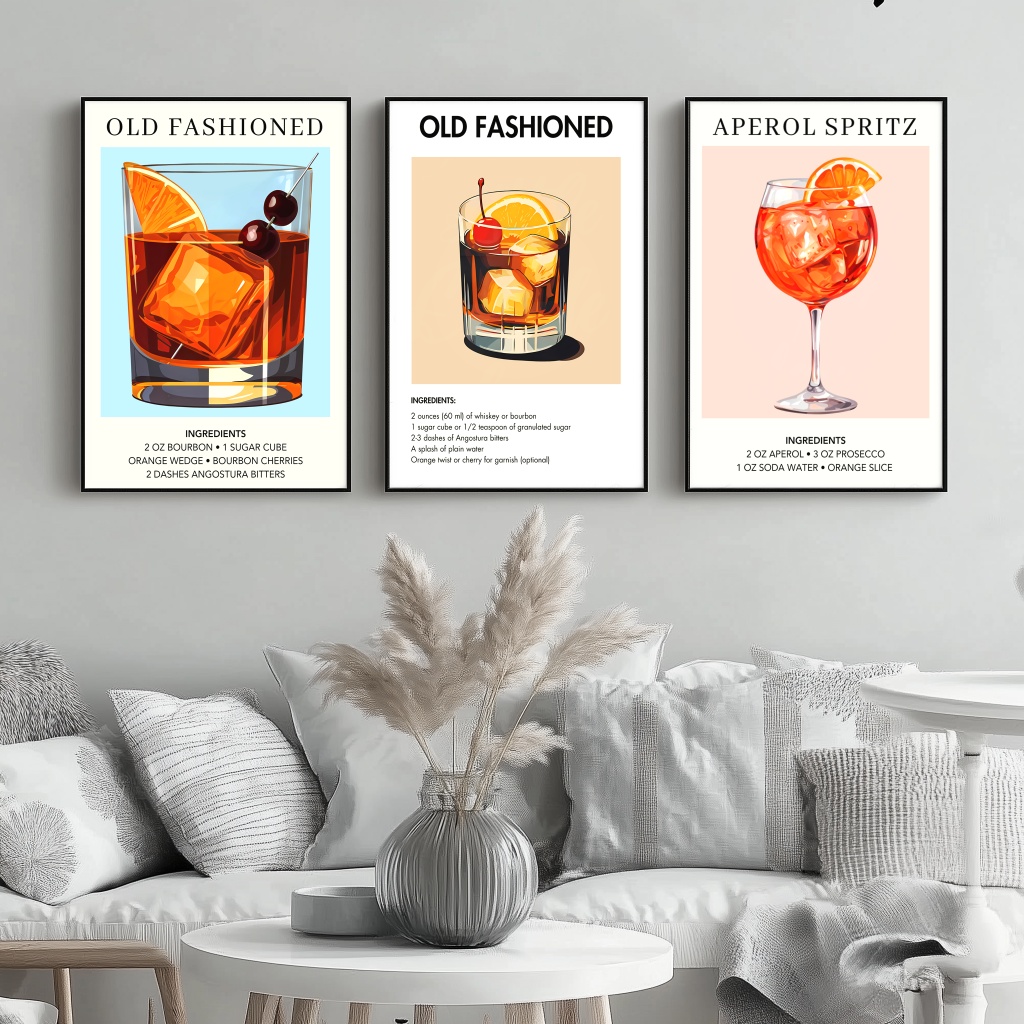 OLD FASHIONED
INGREDIENTS
2 OZ BOURBON • 1 SUGAR CUBE
ORANGE WEDGE • BOURBON CHERRIES
2 DASHES ANGOSTURA BITTERS
OLD FASHIONED
INGREDIENTS:
2 ounces (60 ml) of whiskey or bourbon
1 sugar cube or 1/2 teaspoon of granulated sugar
2-3 dashes of Angostura bitters
A splash of plain water
Orange twist or cherry for garnish (optional)
APEROL SPRITZ
INGREDIENTS
2 OZ APEROL • 3 OZ PROSECCO
1 OZ SODA WATER • ORANGE SLICE